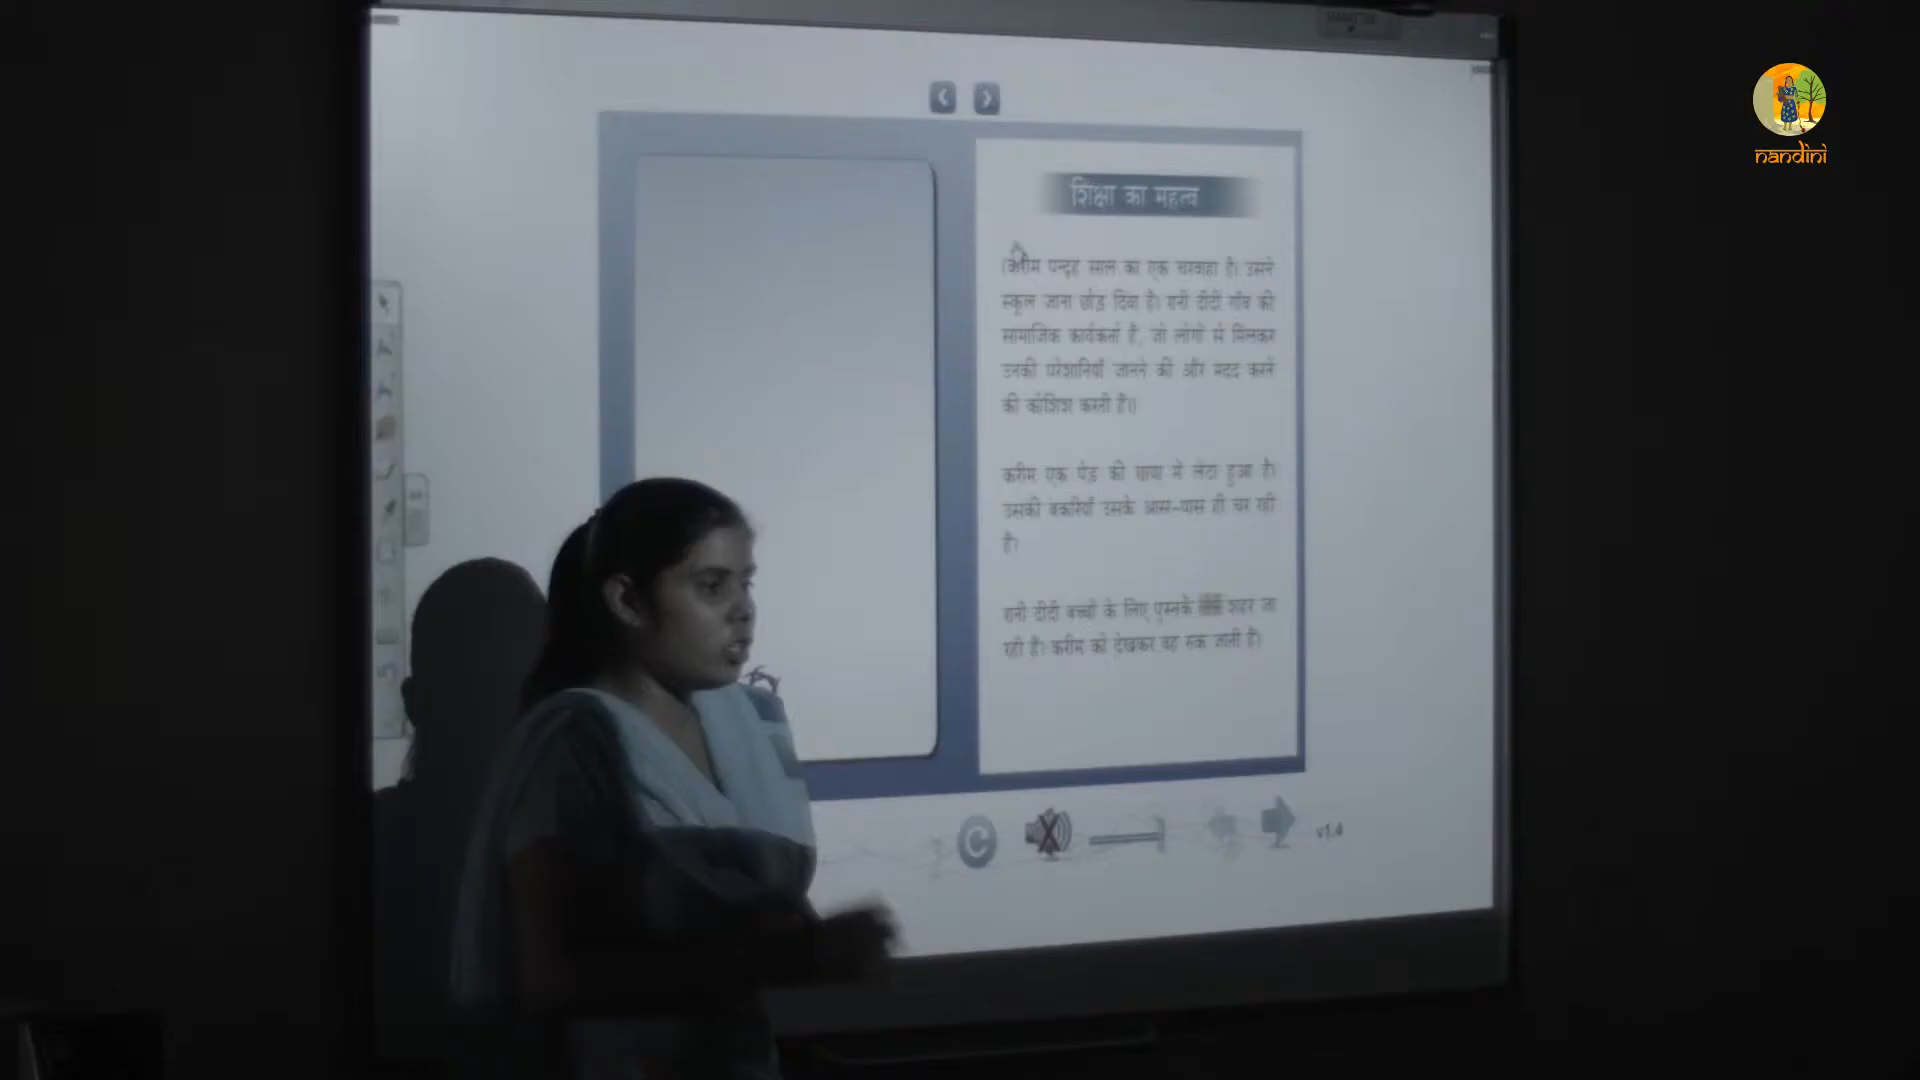 nandini
शिक्षा का महत्व
(करीम पन्द्रह साल का एक चरवाहा है। उसने
स्कूल जाना छोड़ दिया है। रानी दीदी गाँव की
सामाजिक कार्यकर्ता हैं, जो लोगों से मिलकर
उनकी परेशानियाँ जानने की और मदद करने
की कोशिश करती हैं।)
करीम एक पेड़ की छाया में लेटा हुआ है।
उसकी बकरियाँ उसके आस-पास ही चर रही
हैं।
रानी दीदी बच्चों के लिए पुस्तकें शहर जा
रही हैं। करीम को देखकर वह रुक जाती हैं।
v1.4